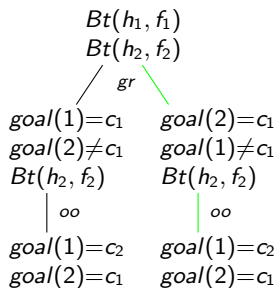 Bt(h₁, f₁)
Bt(h₂, f₂)
gr
goal(1)=c₁ goal(2)=c₁
goal(2)≠c₁ goal(1)≠c₁
Bt(h₂, f₂) Bt(h₂, f₂)
oo oo
goal(1)=c₂ goal(1)=c₂
goal(2)=c₁ goal(2)=c₁